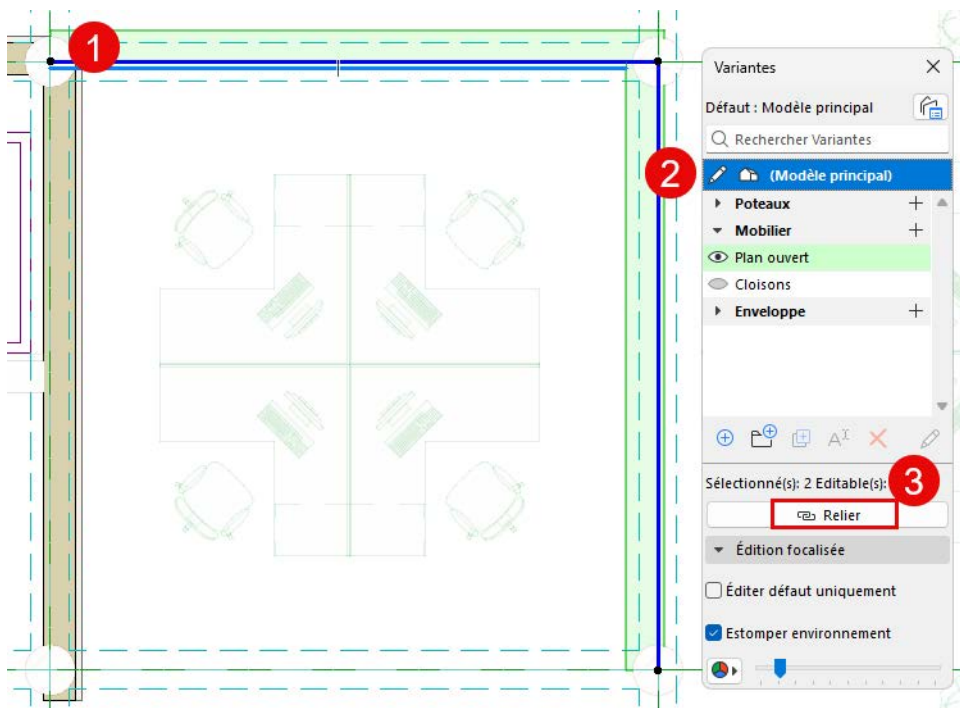 1
Variantes
Défaut : Modèle principal
Rechercher Variantes
2
(Modèle principal)
Poteaux
Mobilier
Plan ouvert
Cloisons
Enveloppe
Sélectionné(s): 2 Editable(s):
3
Relier
Édition focalisée
Éditer défaut uniquement
Estomper environnement